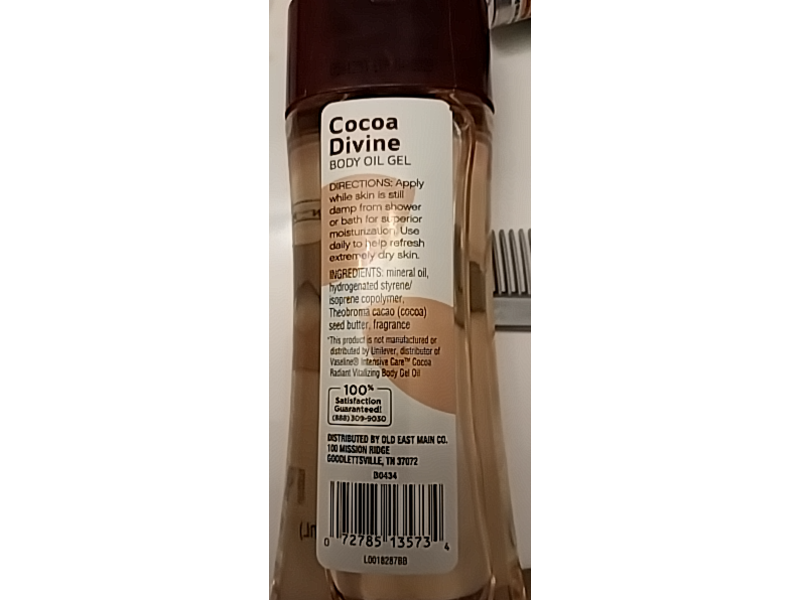 Cocoa
Divine
BODY OIL GEL
DIRECTIONS: Apply
while skin is still
damp from shower
or bath for superior
moisturization. Use
daily to help refresh
extremely dry skin.
INGREDIENTS: mineral oil,
hydrogenated styrene/
isoprene copolymer,
Theobroma cacao (cocoa)
seed butter, fragrance
*This product is not manufactured or
distributed by Unilever, distributor of
Vaseline® Intensive Care™ Cocoa
Radiant Vitalizing Body Gel Oil
100%
Satisfaction
Guaranteed!
(888) 309-9030
DISTRIBUTED BY OLD EAST MAIN CO.
100 MISSION RIDGE
GOODLETTSVILLE, TN 37072
B0434
0 72785 13573 4
L0018287BB